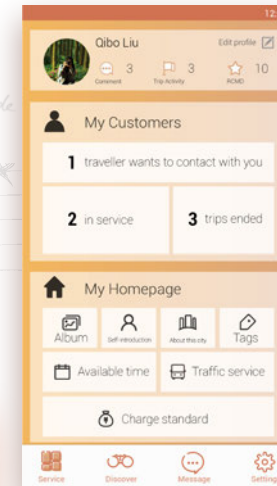 12:
Qibo Liu Edit profile
3 3 10
Comment Trip Activity RCMD
My Customers
1 traveller wants to contact with you
2 in service 3 trips ended
My Homepage
Album Self-introduction About this city Tags
Available time Traffic service
Charge standard
Service Discover Message Setting